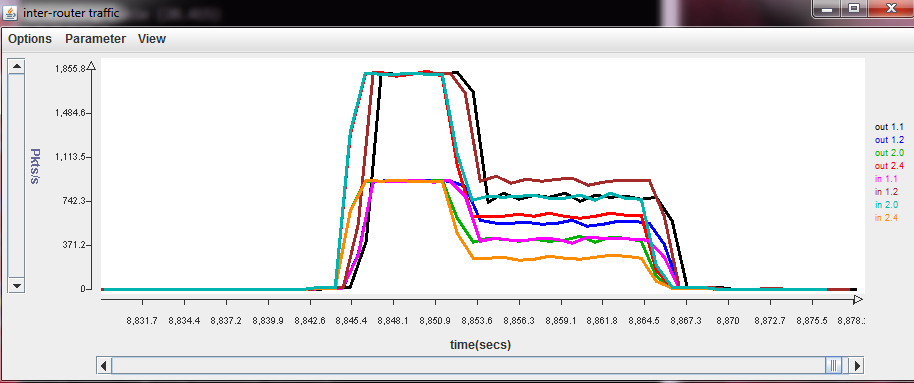 inter-router traffic
Options Parameter View
Pkts/s
1,855.8
1,484.6
1,113.5
742.3
371.2
0
out 1.1
out 1.2
out 2.0
out 2.4
in 1.1
in 1.2
in 2.0
in 2.4
8,831.7 8,834.4 8,837.2 8,839.9 8,842.6 8,845.4 8,848.1 8,850.9 8,853.6 8,856.3 8,859.1 8,861.8 8,864.5 8,867.3 8,870 8,872.7 8,875.5
time(secs)